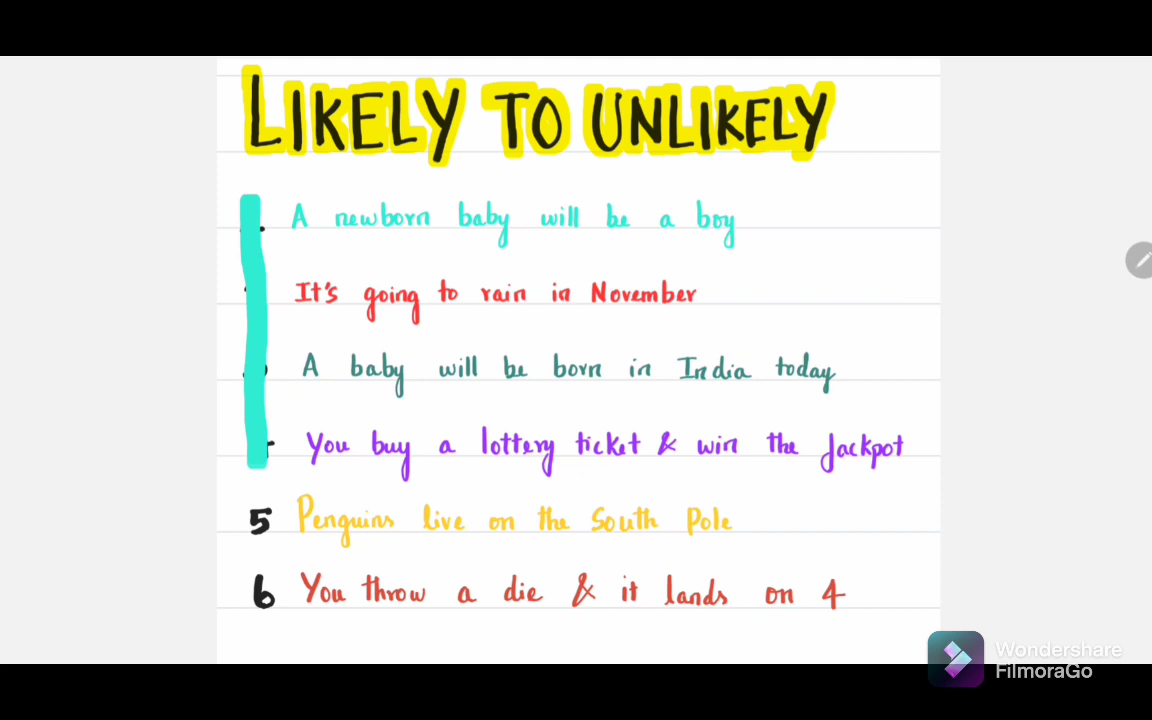 LIKELY TO UNLIKELY
A newborn baby will be a boy
It's going to rain in November
A baby will be born in India today
You buy a lottery ticket & win the Jackpot
5 Penguins live on the South Pole
6 You throw a die & it lands on 4
Wondershare
FilmoraGo